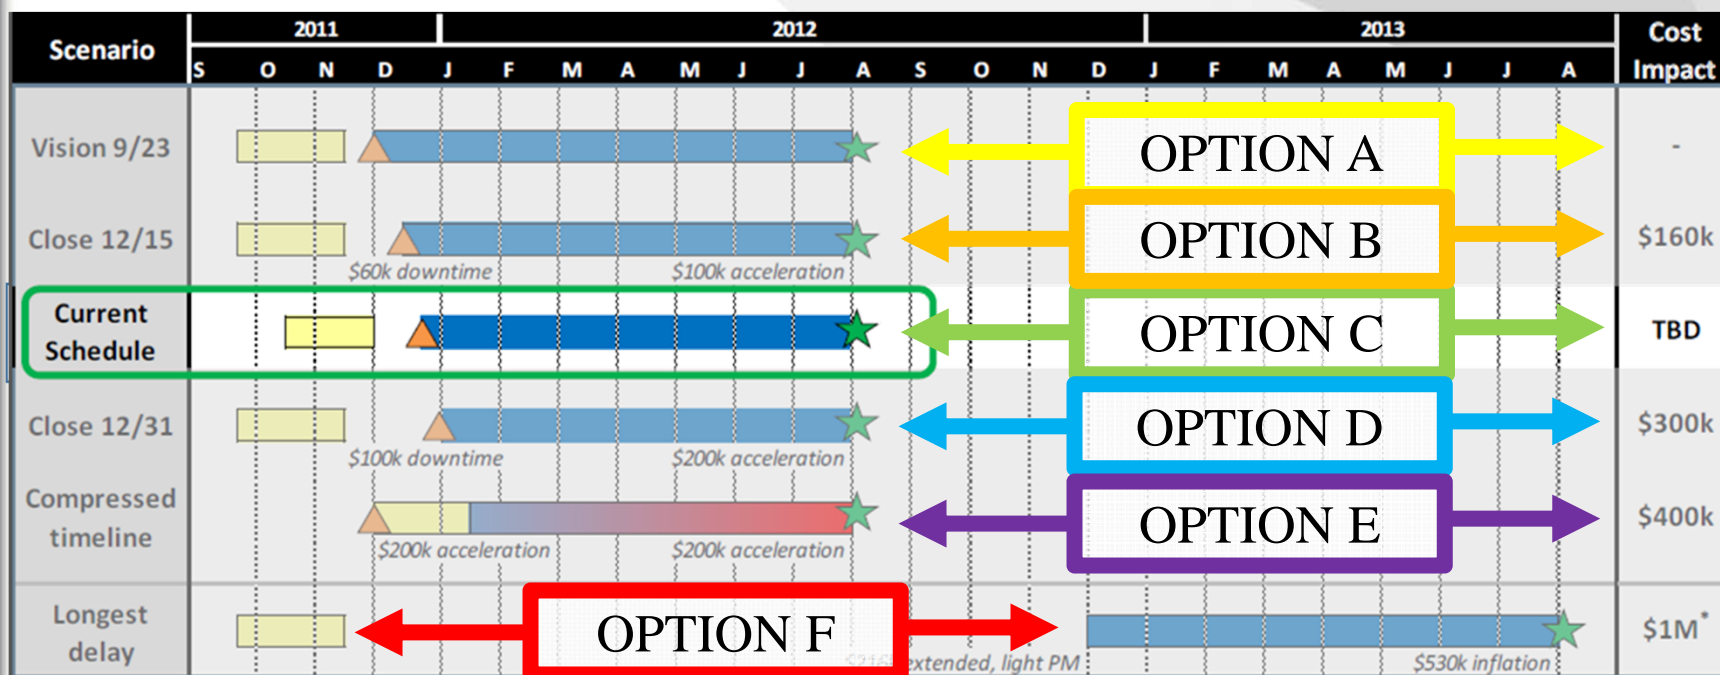 Scenario 2011 2012 2013 Cost Impact
S O N D J F M A M J J A S O N D J F M A M J J A
Vision 9/23 OPTION A -
Close 12/15 OPTION B $160k
$60k downtime $100k acceleration
Current Schedule OPTION C TBD
Close 12/31 OPTION D $300k
$100k downtime $200k acceleration
Compressed timeline OPTION E $400k
$200k acceleration $200k acceleration
Longest delay OPTION F $1M*
extended, light PM $530k inflation